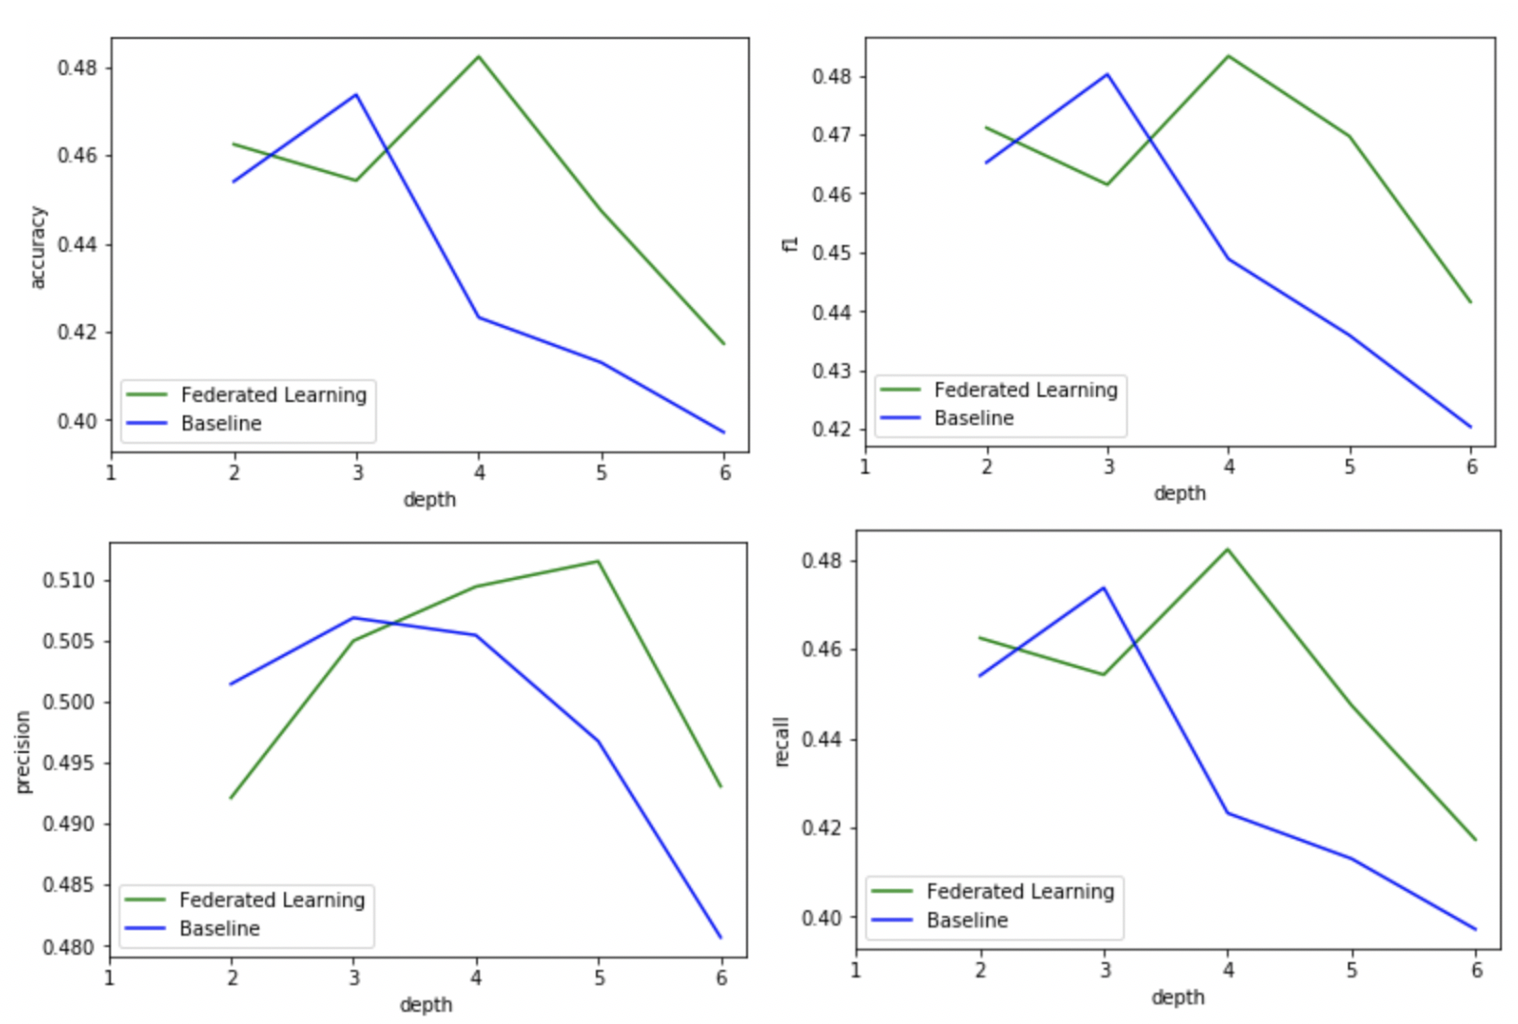 accuracy
0.48
0.46
0.44
0.42
0.40
Federated Learning
Baseline
1 2 3 4 5 6
depth
f1
0.48
0.47
0.46
0.45
0.44
0.43
0.42
Federated Learning
Baseline
1 2 3 4 5 6
depth
precision
0.510
0.505
0.500
0.495
0.490
0.485
0.480
Federated Learning
Baseline
1 2 3 4 5 6
depth
recall
0.48
0.46
0.44
0.42
0.40
Federated Learning
Baseline
1 2 3 4 5 6
depth